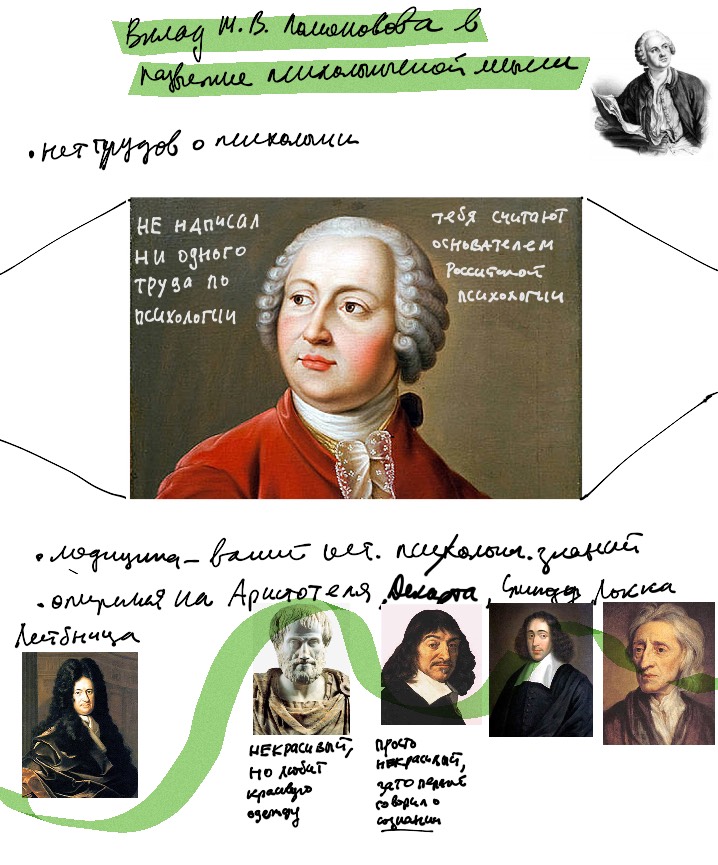 Вклад М.В. Ломоносова в
развитие психологической мысли
• нет трудов о психологии
НЕ НАПИСАЛ
НИ ОДНОГО
ТРУДА ПО
ПСИХОЛОГИИ
тебя считают
основателем
Российской
психологии
• медицина – важный ист. психологич. знаний
• опирался на Аристотеля, Декарта, Спинозу, Локка
Лейбница
НЕКРАСИВЫЙ,
НО ЛЮБИТ
красивую
одежду
просто
некрасивый,
зато первый
говорил о
сознании